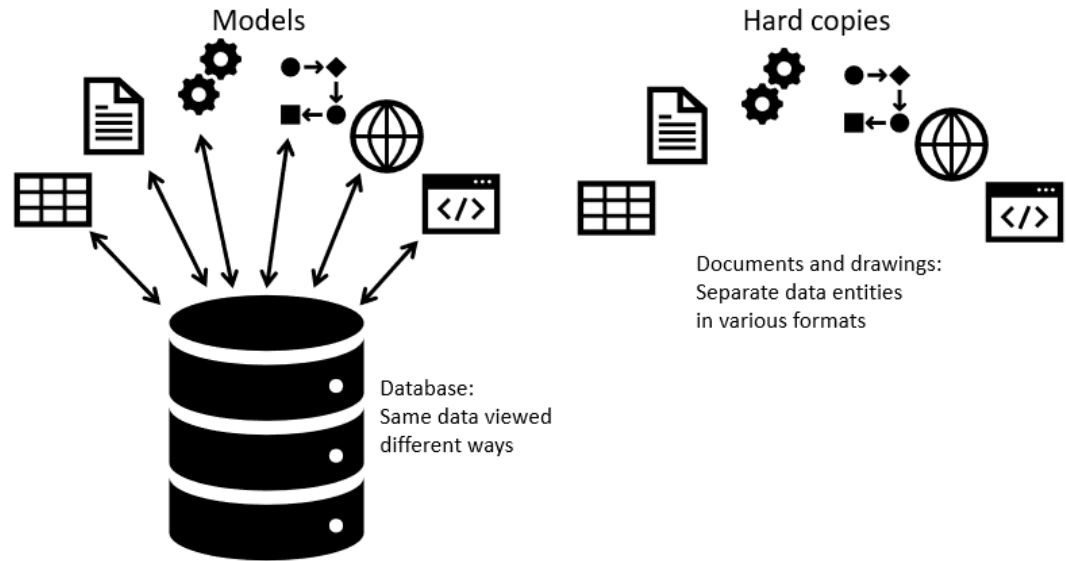 Models
Hard copies
</>
</>
Documents and drawings:
Separate data entities
in various formats
Database:
Same data viewed
different ways